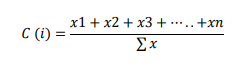 C (i) = x1 + x2 + x3 + ⋯..+xn
∑ x